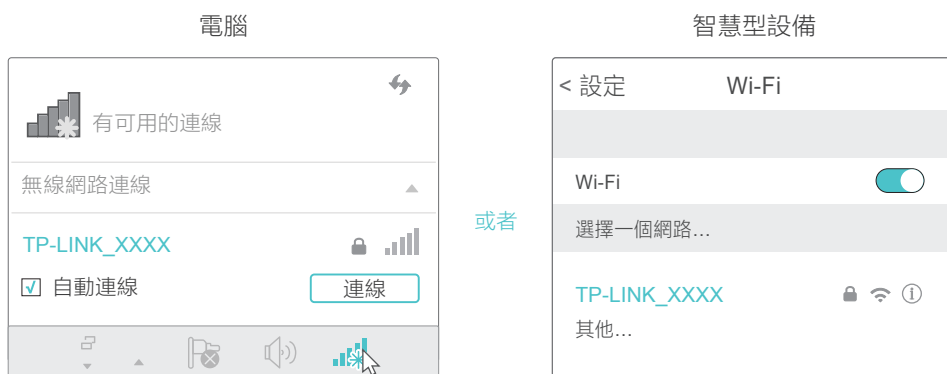 電腦
有可用的連線
無線網路連線
TP-LINK_XXXX
自動連線
連線
或者
智慧型設備
< 設定 Wi-Fi
Wi-Fi
選擇一個網路...
TP-LINK_XXXX
其他...